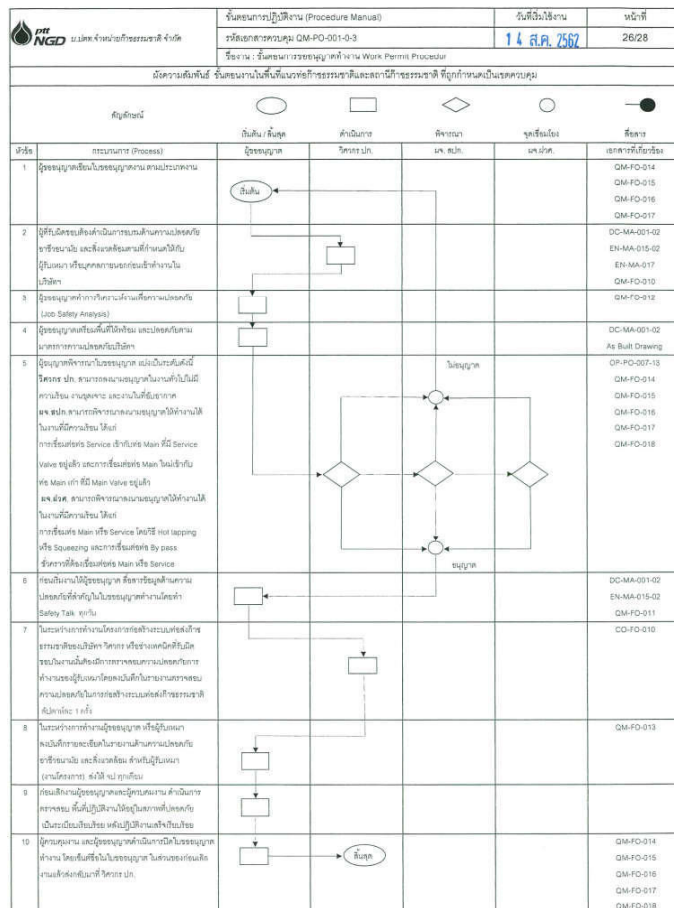 ptt
NGD บ.ปตท.จำหน่ายก๊าซธรรมชาติ จำกัด
ขั้นตอนการปฏิบัติงาน (Procedure Manual)
วันที่เริ่มใช้งาน
หน้าที่
รหัสเอกสารควบคุม QM-PO-001-0-3
1 4 ส.ค. 2562
26/28
ชื่องาน : ขั้นตอนการขออนุญาตทำงาน Work Permit Procedur
ผังความสัมพันธ์ ขั้นตอนงานในพื้นที่แนวท่อก๊าซธรรมชาติและสถานีก๊าซธรรมชาติ ที่ถูกกำหนดเป็นเขตควบคุม
สัญลักษณ์
เริ่มต้น / สิ้นสุด
ดำเนินการ
พิจารณา
จุดเชื่อมโยง
สื่อสาร
หัวข้อ
กระบวนการ (Process)
ผู้ขออนุญาต
วิศวกร ปก.
ผจ. สปก.
ผจ.ฝวศ.
เอกสารที่เกี่ยวข้อง
1
ผู้ขออนุญาตเขียนใบขออนุญาตงาน ตามประเภทงาน
เริ่มต้น
QM-FO-014
QM-FO-015
QM-FO-016
QM-FO-017
2
ผู้ที่รับผิดชอบต้องดำเนินการอบรมด้านความปลอดภัย
อาชีวอนามัย และสิ่งแวดล้อมตามที่กำหนดให้กับ
ผู้รับเหมา หรือบุคคลภายนอกก่อนเข้าทำงานใน
บริษัทฯ
DC-MA-001-02
EN-MA-015-02
EN-MA-017
QM-FO-010
3
ผู้ขออนุญาตทำการวิเคราะห์งานเพื่อความปลอดภัย
(Job Safety Analysis)
QM-FO-012
4
ผู้ขออนุญาตเตรียมพื้นที่ให้พร้อม และปลอดภัยตาม
มาตรการความปลอดภัยบริษัทฯ
DC-MA-001-02
As Built Drawing
5
ผู้อนุญาตพิจารณาใบขออนุญาต แบ่งเป็นระดับดังนี้
วิศวกร ปก. สามารถลงนามอนุญาตในงานทั่วไปไม่มี
ความร้อน งานขุดเจาะ และงานในที่อับอากาศ
ผจ.สปก.สามารถพิจารณาลงนามอนุญาตให้ทำงานได้
ในงานที่มีความร้อน ได้แก่
การเชื่อมต่อท่อ Service เข้ากับท่อ Main ที่มี Service
Valve อยู่แล้ว และการเชื่อมต่อท่อ Main ใหม่เข้ากับ
ท่อ Main เก่า ที่มี Main Valve อยู่แล้ว
ผจ.ฝวศ. สามารถพิจารณาลงนามอนุญาตให้ทำงานได้
ในงานที่มีความร้อน ได้แก่
การเชื่อมท่อ Main หรือ Service โดยวิธี Hot tapping
หรือ Squeezing และการเชื่อมต่อท่อ By pass
ชั่วคราวที่ต้องเชื่อมต่อท่อ Main หรือ Service
ไม่อนุญาต
อนุญาต
OP-PO-007-13
QM-FO-014
QM-FO-015
QM-FO-016
QM-FO-017
QM-FO-018
6
ก่อนเริ่มงานให้ผู้ขออนุญาต สื่อสารข้อมูลด้านความ
ปลอดภัยที่สำคัญในใบขออนุญาตทำงานโดยทำ
Safety Talk ทุกวัน
DC-MA-001-02
EN-MA-015-02
QM-FO-011
7
ในระหว่างการทำงานโครงการก่อสร้างระบบท่อส่งก๊าซ
ธรรมชาติของบริษัทฯ วิศวกร หรือช่างเทคนิคที่รับผิด
ชอบในงานนั้นต้องมีการตรวจสอบความปลอดภัยการ
ทำงานของผู้รับเหมาโดยลงบันทึกในรายงานตรวจสอบ
ความปลอดภัยในการก่อสร้างระบบท่อส่งก๊าซธรรมชาติ
สัปดาห์ละ 1 ครั้ง
CO-FO-010
8
ในระหว่างการทำงานผู้ขออนุญาต หรือผู้รับเหมา
ลงบันทึกรายละเอียดในรายงานด้านความปลอดภัย
อาชีวอนามัย และสิ่งแวดล้อม สำหรับผู้รับเหมา
(งานโครงการ) ส่งให้ จป ทุกเดือน
QM-FO-013
9
ก่อนเลิกงานผู้ขออนุญาตและผู้ควบคุมงาน ดำเนินการ
ตรวจสอบ พื้นที่ปฏิบัติงานให้อยู่ในสภาพที่ปลอดภัย
เป็นระเบียบเรียบร้อย หลังปฏิบัติงานเสร็จเรียบร้อย
10
ผู้ควบคุมงาน และผู้ขออนุญาตดำเนินการปิดใบขออนุญาต
ทำงาน โดยเซ็นต์ชื่อในใบขออนุญาต ในส่วนของก่อนเลิก
งานแล้วส่งกลับมาที่ วิศวกร ปก.
สิ้นสุด
QM-FO-014
QM-FO-015
QM-FO-016
QM-FO-017
QM-FO-018